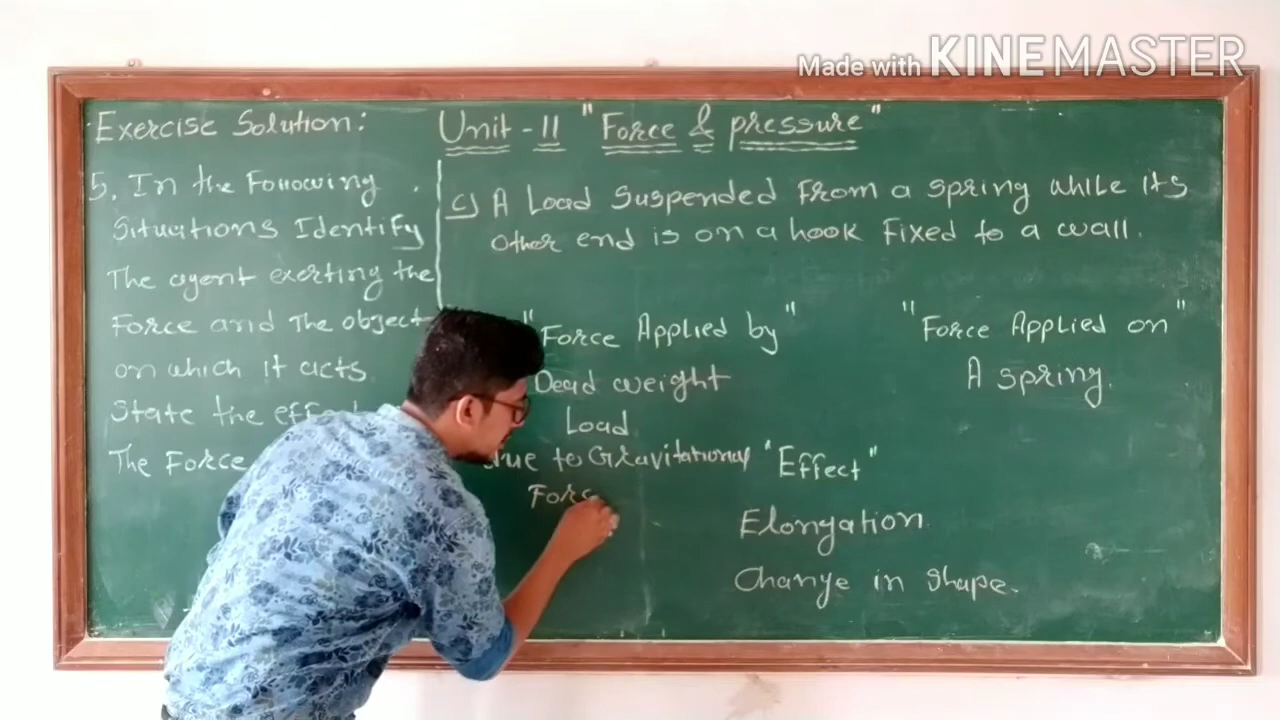 Made with KINEMASTER
Exercise Solution:
Unit - 11 "Force & pressure"
5. In the Following
Situations Identify
The agent exerting the
Force and The object
on which it acts.
State the effect
The Force
c) A Load Suspended From a spring while its
other end is on a hook Fixed to a wall.
"Force Applied by"
Dead weight
Load
due to Gravitational
Force
"Force Applied on"
A spring.
"Effect"
Elongation.
Change in shape.